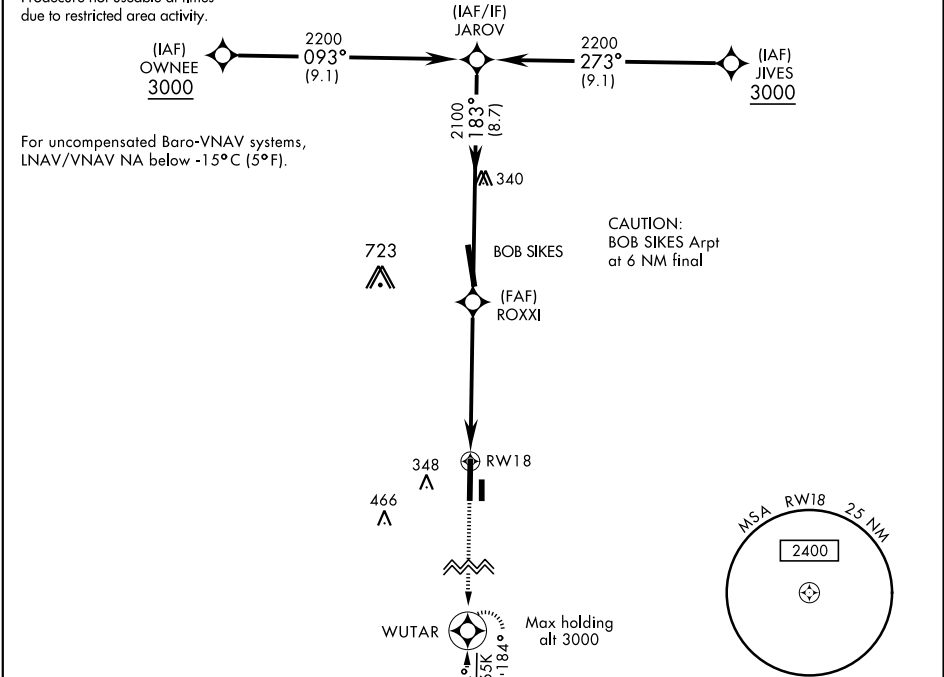 due to restricted area activity.
(IAF/IF)
JAROV
(IAF)
OWNEE
3000
2200
093°
(9.1)
2200
273°
(9.1)
(IAF)
JIVES
3000
2100
183°
(8.7)
For uncompensated Baro-VNAV systems,
LNAV/VNAV NA below -15°C (5°F).
340
723
BOB SIKES
CAUTION:
BOB SIKES Arpt
at 6 NM final
(FAF)
ROXXI
RW18
348
466
MSA RW18 25 NM
2400
WUTAR
Max holding
alt 3000
184°